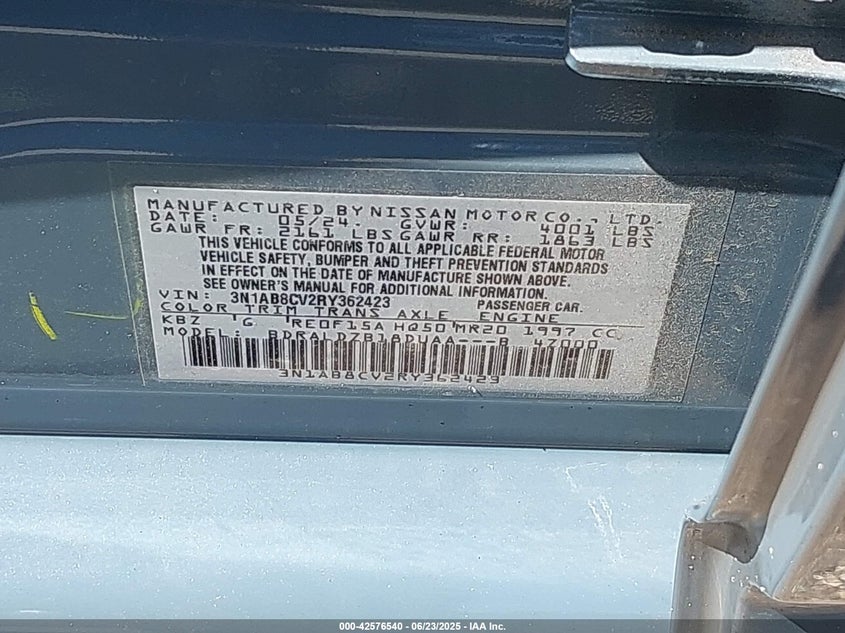 MANUFACTURED BY NISSAN MOTOR CO., LTD.
DATE: 05/24. GVWR: 4001 LBS
GAWR FR: 2161 LBS GAWR RR: 1863 LBS
THIS VEHICLE CONFORMS TO ALL APPLICABLE FEDERAL MOTOR
VEHICLE SAFETY, BUMPER AND THEFT PREVENTION STANDARDS
IN EFFECT ON THE DATE OF MANUFACTURE SHOWN ABOVE.
SEE OWNER'S MANUAL FOR ADDITIONAL INFORMATION.
VIN: 3N1AB8CV2RY362423 PASSENGER CAR.
COLOR TRIM TRANS AXLE ENGINE
KBZ G RE0F15A HQ50 MR20 1997 CC
MODEL: BDRALDZB18DUAA---B 4Z000
3N1AB8CV2RY362423
000-42576540 - 06/23/2025 - IAA Inc.